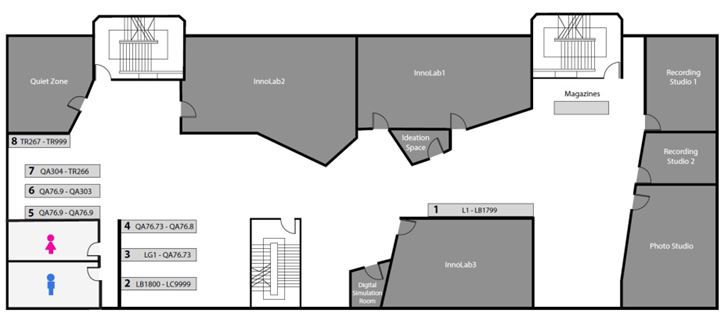 Quiet Zone
InnoLab2
InnoLab1
Magazines
Recording
Studio 1
Ideation
Space
Recording
Studio 2
8 TR267 - TR999
7 QA304 - TR266
6 QA76.9 - QA303
5 QA76.9 - QA76.9
4 QA76.73 - QA76.8
3 LG1 - QA76.73
2 LB1800 - LC9999
1 L1 - LB1799
InnoLab3
Digital
Simulation
Room
Photo Studio